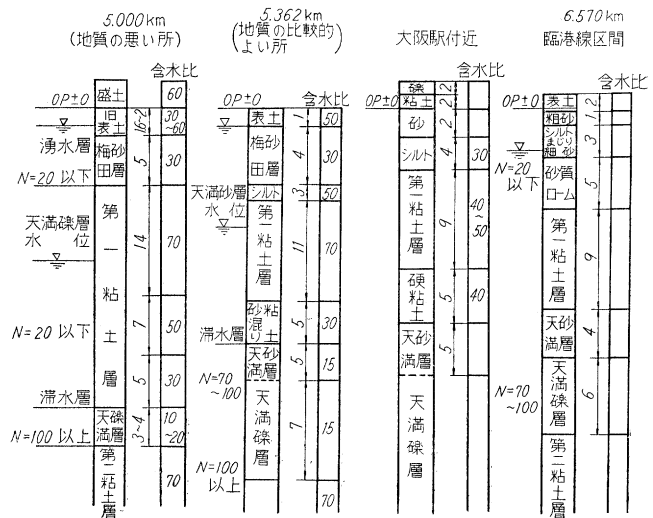 5.000km
(地質の悪い所)
含水比
OP±0
盛土
60
旧表土
16~2
30~60
湧水層
梅田砂層
5
30
N=20 以下
第一粘土層
天満礫層水位
14
70
N=20 以下
7
50
5
30
滞水層
天満礫層
3~4
10~20
N=100 以上
第二粘土層
70
5.362km
(地質の比較的よい所)
含水比
OP±0
表土
1
50
梅田砂層
4
30
天満砂層水位
シルト
3
50
第一粘土層
11
70
砂混り粘土
5
30
滞水層
天満砂層
5
15
N=70~100
天満礫層
7
15
N=100以上
70
大阪駅付近
含水比
礫
2
OP±0
粘土
2
砂
2
シルト
4
30
第一粘土層
9
40~50
硬粘土
5
40
天満砂層
5
天満礫層
6.570km
臨港線区間
含水比
OP±0
表土
2
粗砂
1
シルトまじり細砂
3
N=20以下
砂質ローム
5
第一粘土層
9
天満砂層
4
N=70~100
天満礫層
6
第二粘土層